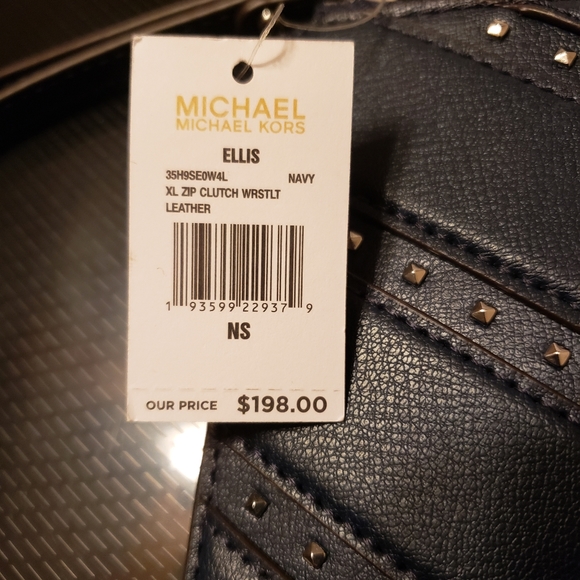 MICHAEL
MICHAEL KORS
ELLIS
35H9SE0W4L NAVY
XL ZIP CLUTCH WRSTLT
LEATHER
1 93599 22937 9
NS
OUR PRICE $198.00